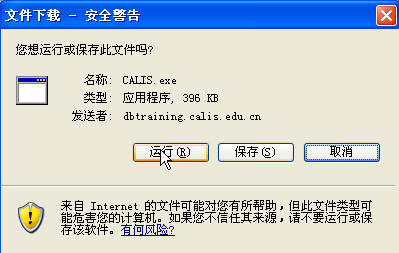 文件下载 - 安全警告
您想运行或保存此文件吗?
名称: CALIS.exe
类型: 应用程序, 396 KB
发送者: dbtraining.calis.edu.cn
运行(R) 保存(S) 取消
来自 Internet 的文件可能对您有所帮助,但此文件类型可
能危害您的计算机。如果您不信任其来源,请不要运行或保
存该软件。有何风险?